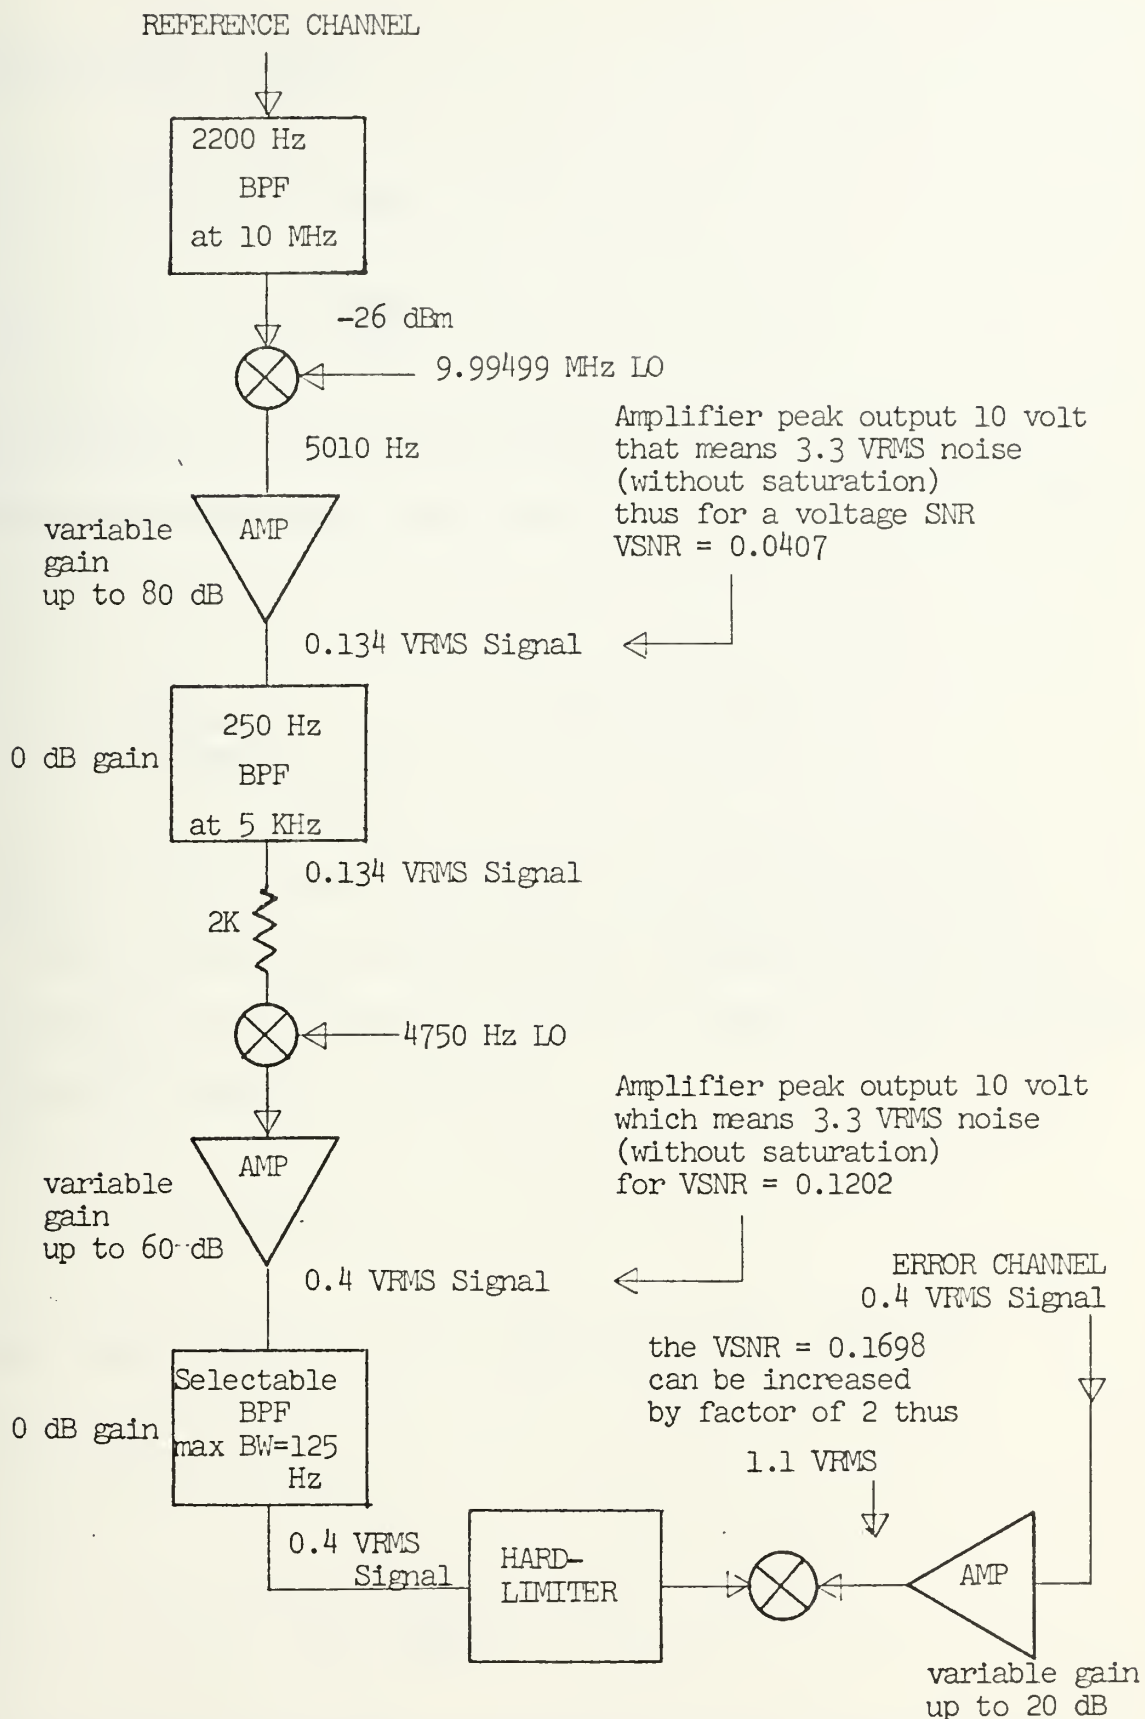 REFERENCE CHANNEL
2200 Hz
BPF
at 10 MHz
-26 dBm
9.99499 MHz LO
5010 Hz
Amplifier peak output 10 volt
that means 3.3 VRMS noise
(without saturation)
thus for a voltage SNR
VSNR = 0.0407
AMP
variable
gain
up to 80 dB
0.134 VRMS Signal
250 Hz
BPF
at 5 KHz
0 dB gain
0.134 VRMS Signal
2K
4750 Hz LO
Amplifier peak output 10 volt
which means 3.3 VRMS noise
(without saturation)
for VSNR = 0.1202
AMP
variable
gain
up to 60 dB
0.4 VRMS Signal
ERROR CHANNEL
0.4 VRMS Signal
the VSNR = 0.1698
can be increased
by factor of 2 thus
1.1 VRMS
Selectable
BPF
max BW=125
Hz
0 dB gain
0.4 VRMS
Signal
HARD-
LIMITER
AMP
variable gain
up to 20 dB